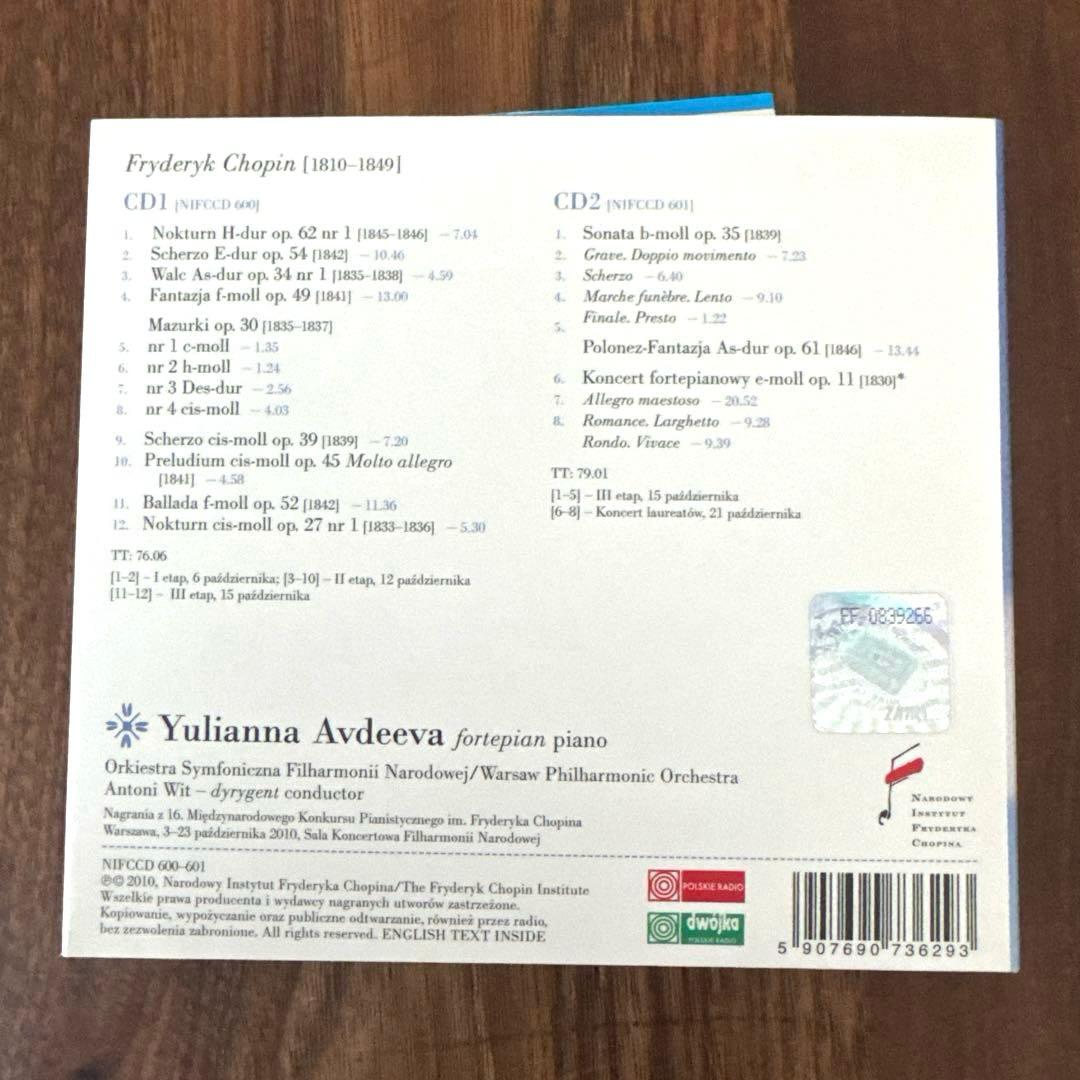 Fryderyk Chopin [1810–1849]
CD1 [NIFCCD 600]
1. Nokturn H-dur op. 62 nr 1 [1845–1846] – 7.04
2. Scherzo E-dur op. 54 [1842] – 10.46
3. Walc As-dur op. 34 nr 1 [1835–1838] – 4.59
4. Fantazja f-moll op. 49 [1841] – 13.00
Mazurki op. 30 [1835–1837]
5. nr 1 c-moll – 1.35
6. nr 2 h-moll – 1.24
7. nr 3 Des-dur – 2.56
8. nr 4 cis-moll – 4.03
9. Scherzo cis-moll op. 39 [1839] – 7.20
10. Preludium cis-moll op. 45 Molto allegro
[1841] – 4.58
11. Ballada f-moll op. 52 [1842] – 11.36
12. Nokturn cis-moll op. 27 nr 1 [1833–1836] – 5.30
TT: 76.06
[1–2] – I etap, 6 października; [3–10] – II etap, 12 października
[11–12] – III etap, 15 października
CD2 [NIFCCD 601]
1. Sonata b-moll op. 35 [1839]
2. Grave. Doppio movimento – 7.23
3. Scherzo – 6.40
4. Marche funèbre. Lento – 9.10
Finale. Presto – 1.22
5.
Polonez-Fantazja As-dur op. 61 [1846] – 13.44
6. Koncert fortepianowy e-moll op. 11 [1830]*
7. Allegro maestoso – 20.52
8. Romance. Larghetto – 9.28
Rondo. Vivace – 9.39
TT: 79.01
[1–5] – III etap, 15 października
[6–8] – Koncert laureatów, 21 października
FF 0839266
ZAiKS
Yulianna Avdeeva fortepian piano
Orkiestra Symfoniczna Filharmonii Narodowej/Warsaw Philharmonic Orchestra
Antoni Wit – dyrygent conductor
Nagrania z 16. Międzynarodowego Konkursu Pianistycznego im. Fryderyka Chopina
Warszawa, 3–23 października 2010, Sala Koncertowa Filharmonii Narodowej
NARODOWY
INSTYTUT
FRYDERYKA
CHOPINA
NIFCCD 600–601
℗© 2010, Narodowy Instytut Fryderyka Chopina/The Fryderyk Chopin Institute
Wszelkie prawa producenta i wydawcy nagranych utworów zastrzeżone.
Kopiowanie, wypożyczanie oraz publiczne odtwarzanie, również przez radio,
bez zezwolenia zabronione. All rights reserved. ENGLISH TEXT INSIDE
POLSKIE RADIO
dwójka
POLSKIE RADIO
5 907690 736293